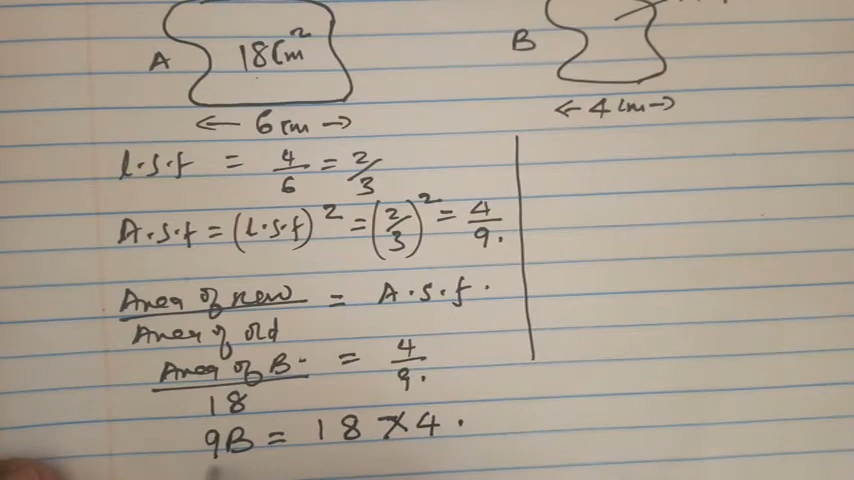 A 18cm² B
← 6cm → ← 4cm →
l.s.f = 4/6 = 2/3
A.s.f = (l.s.f)² = (2/3)² = 4/9.
Area of new / Area of old = A.s.f.
Area of B. / 18 = 4/9.
9B = 18 × 4.